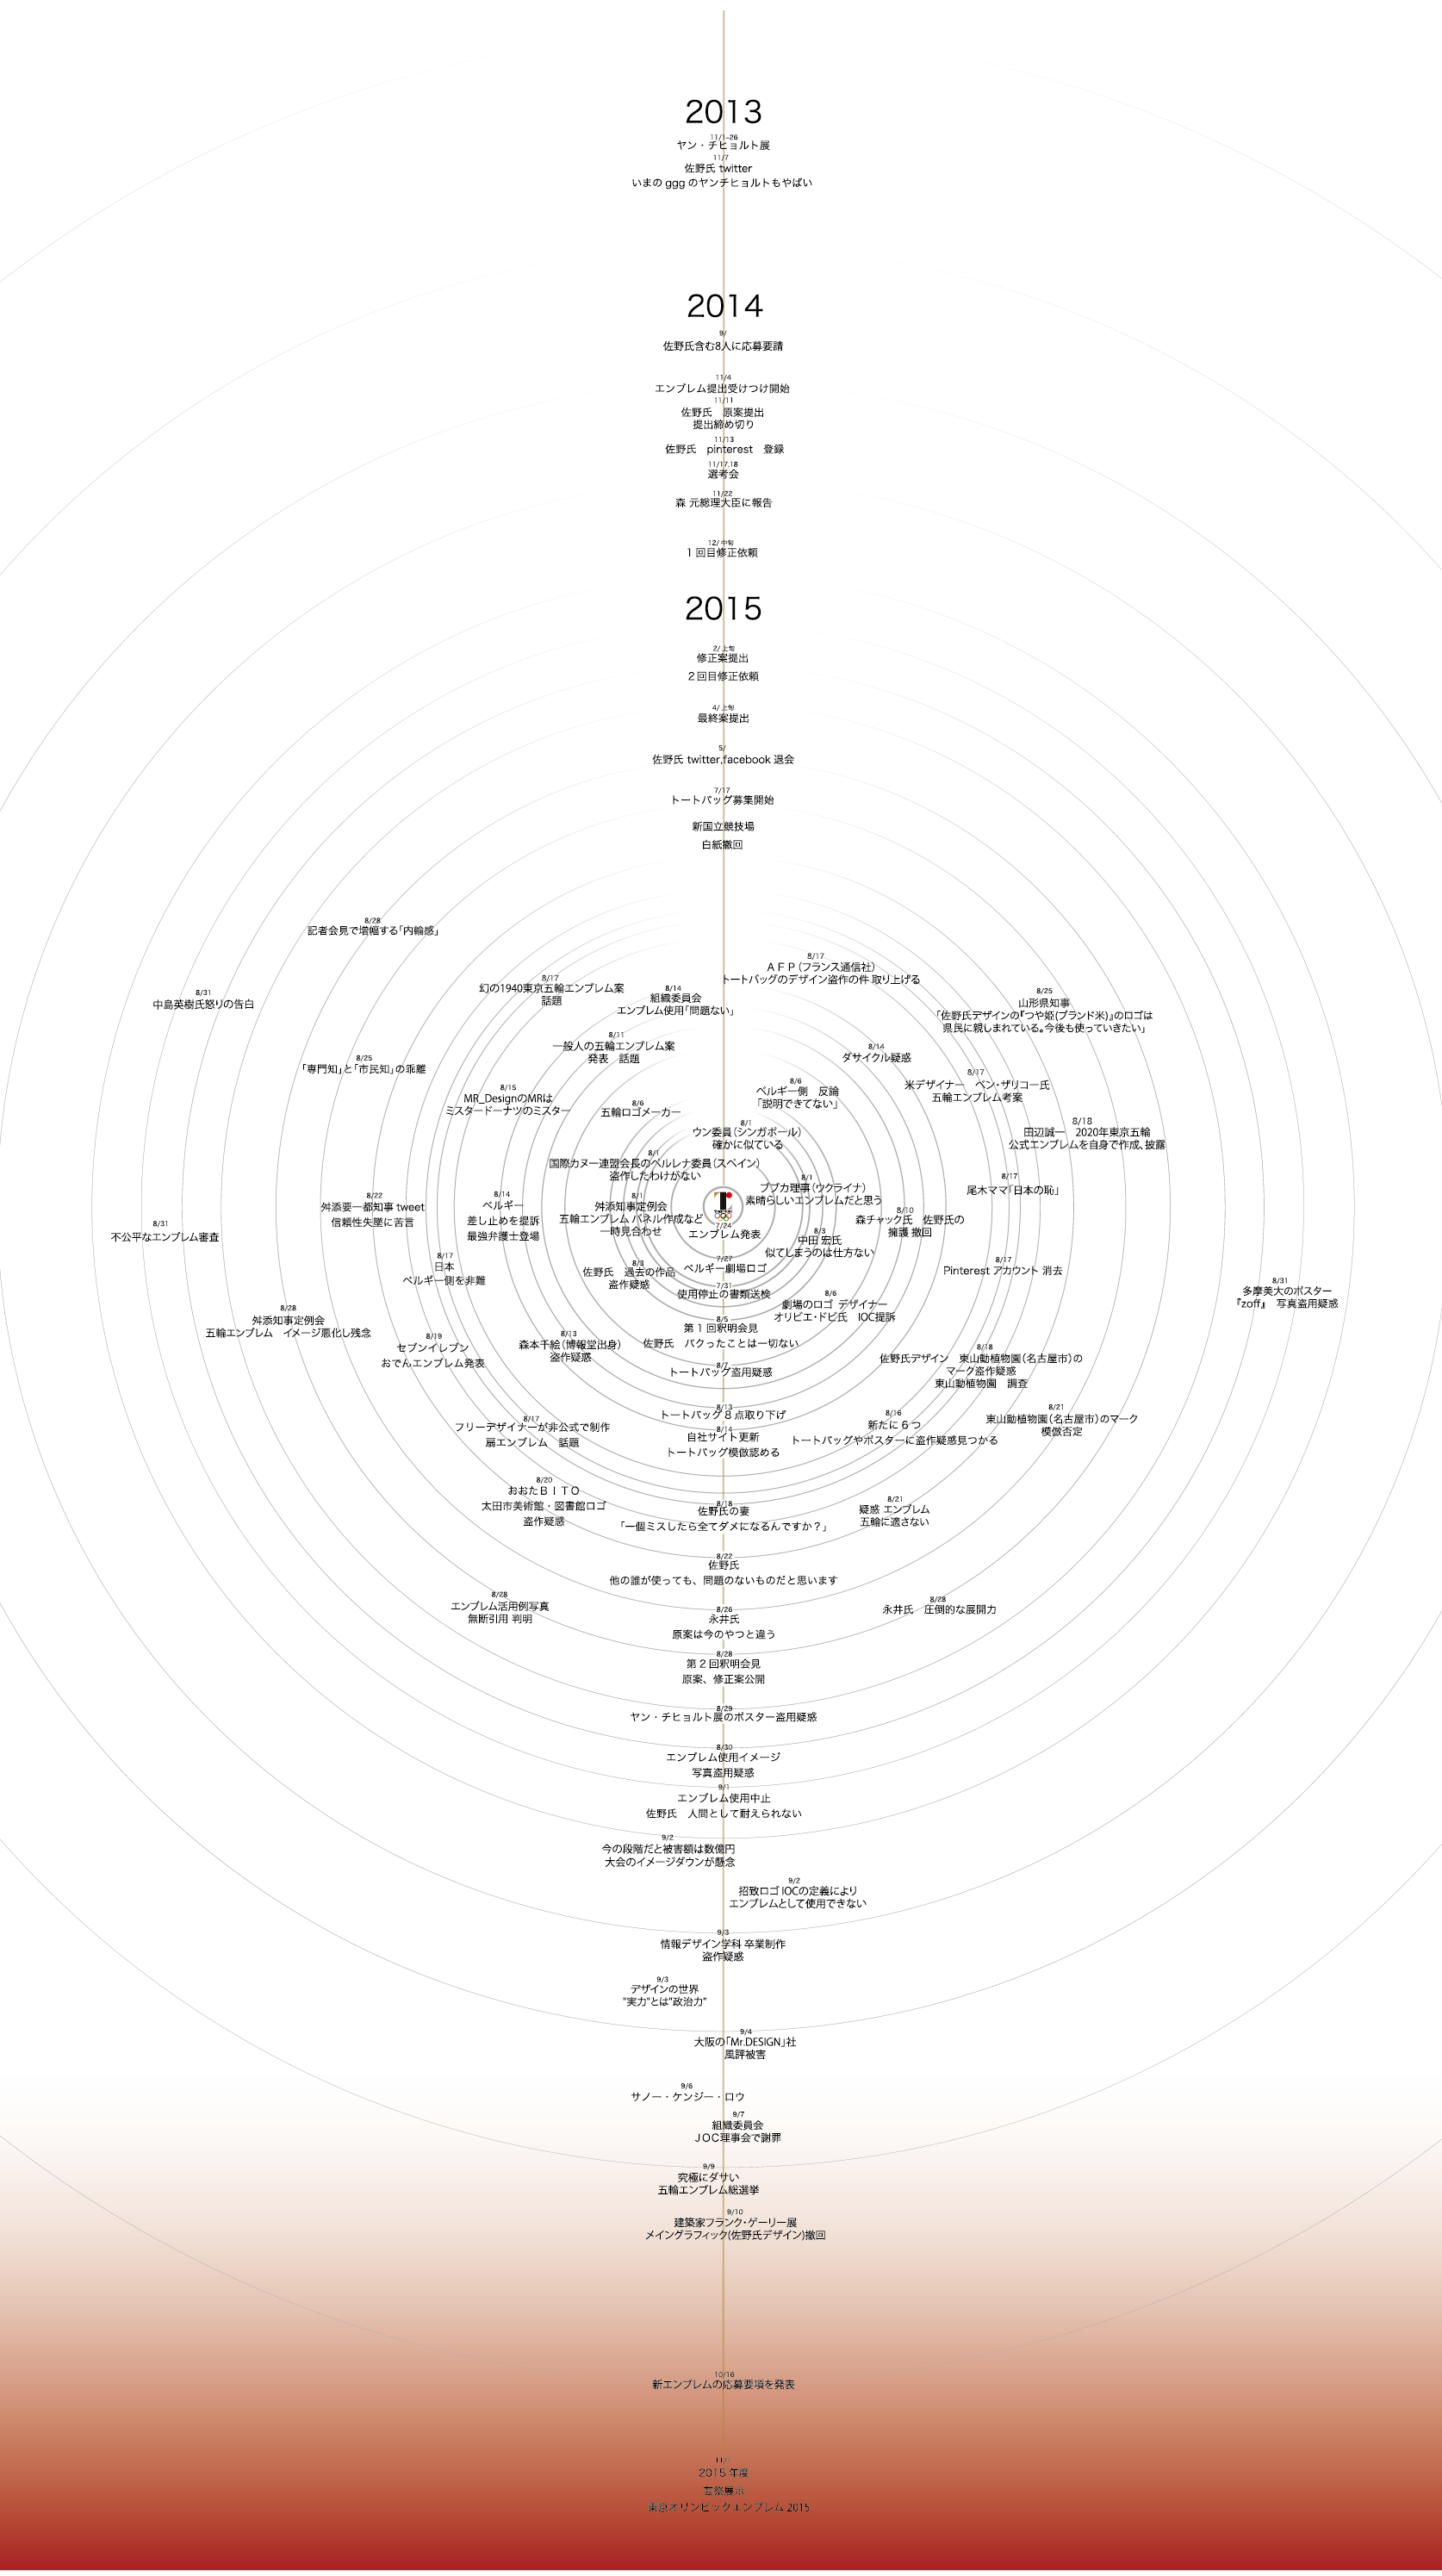 2013
11/1-26
ヤン・チヒョルト展
11/7
佐野氏 twitter
いまの ggg のヤンチヒョルトもやばい
2014
9/
佐野氏含む8人に応募要請
11/4
エンブレム提出受けつけ開始
11/11
佐野氏　原案提出
提出締め切り
11/13
佐野氏　pinterest　登録
11/17,18
選考会
11/22
森 元総理大臣に報告
12/ 中旬
1 回目修正依頼
2015
2/ 上旬
修正案提出
2 回目修正依頼
4/ 上旬
最終案提出
5/
佐野氏 twitter,facebook 退会
7/17
トートバッグ募集開始
新国立競技場
白紙撤回
8/28
記者会見で増幅する「内輪感」
8/17
ＡＦＰ（フランス通信社）
トートバッグのデザイン盗作の件 取り上げる
8/17
幻の1940東京五輪エンブレム案
話題
8/14
組織委員会
エンブレム使用「問題ない」
8/31
中島英樹氏怒りの告白
8/25
山形県知事
「佐野氏デザインの『つや姫(ブランド米)』のロゴは
県民に親しまれている。今後も使っていきたい」
8/11
一般人の五輪エンブレム案
発表　話題
8/14
ダサイクル疑惑
8/25
「専門知」と「市民知」の乖離
8/17
米デザイナー　ベン・ザリコー氏
五輪エンブレム考案
8/6
ベルギー側　反論
「説明できてない」
8/15
MR_DesignのMRは
ミスタードーナツのミスター
8/6
五輪ロゴメーカー
8/1
ウン委員（シンガポール）
確かに似ている
8/18
田辺誠一　2020年東京五輪
公式エンブレムを自身で作成、披露
8/1
国際カヌー連盟会長のペルレナ委員（スペイン）
盗作したわけがない
8/1
ブブカ理事（ウクライナ）
素晴らしいエンブレムだと思う
8/17
尾木ママ「日本の恥」
8/22
舛添要一都知事 tweet
信頼性失墜に苦言
8/14
ベルギー
差し止めを提訴
最強弁護士登場
8/1
舛添知事定例会
五輪エンブレム パネル作成など
一時見合わせ
7/24
エンブレム発表
8/10
森チャック氏　佐野氏の
擁護 撤回
8/31
不公平なエンブレム審査
8/3
中田 宏氏
似てしまうのは仕方ない
8/17
日本
ベルギー側を非難
8/3
佐野氏　過去の作品
盗作疑惑
7/27
ベルギー劇場ロゴ
8/17
Pinterest アカウント 消去
7/31
使用停止の書類送検
8/31
多摩美大のポスター
『zoff』　写真盗用疑惑
8/6
劇場のロゴ デザイナー
オリビエ・ドビ氏　IOC提訴
8/28
舛添知事定例会
五輪エンブレム　イメージ悪化し残念
8/5
第 1 回釈明会見
佐野氏　パクったことは一切ない
8/19
セブンイレブン
おでんエンブレム発表
8/13
森本千絵（博報堂出身）
盗作疑惑
8/18
佐野氏デザイン　東山動植物園（名古屋市）の
マーク盗作疑惑
東山動植物園　調査
8/7
トートバッグ盗用疑惑
8/13
トートバッグ 8 点取り下げ
8/14
自社サイト更新
トートバッグ模倣認める
8/16
新たに 6 つ
トートバッグやポスターに盗作疑惑見つかる
8/21
東山動植物園（名古屋市）のマーク
模倣否定
8/17
フリーデザイナーが非公式で制作
扇エンブレム　話題
8/20
おおたＢＩＴＯ
太田市美術館・図書館ロゴ
盗作疑惑
8/18
佐野氏の妻
「一個ミスしたら全てダメになるんですか？」
8/21
疑惑 エンブレム
五輪に適さない
8/22
佐野氏
他の誰が使っても、問題のないものだと思います
8/28
エンブレム活用例写真
無断引用 判明
8/26
永井氏
原案は今のやつと違う
8/28
永井氏　圧倒的な展開力
8/28
第 2 回釈明会見
原案、修正案公開
8/29
ヤン・チヒョルト展のポスター盗用疑惑
8/30
エンブレム使用イメージ
写真盗用疑惑
9/1
エンブレム使用中止
佐野氏　人間として耐えられない
9/2
今の段階だと被害額は数億円
大会のイメージダウンが懸念
9/2
招致ロゴ IOCの定義により
エンブレムとして使用できない
9/3
情報デザイン学科 卒業制作
盗作疑惑
9/3
デザインの世界
"実力"とは"政治力"
9/4
大阪の「Mr.DESIGN」社
風評被害
9/6
サノー・ケンジー・ロウ
9/7
組織委員会
ＪＯＣ理事会で謝罪
9/9
究極にダサい
五輪エンブレム総選挙
9/10
建築家フランク・ゲーリー展
メイングラフィック(佐野氏デザイン)撤回
10/16
新エンブレムの応募要項を発表
2015 年度
芸祭展示
東京オリンピックエンブレム 2015